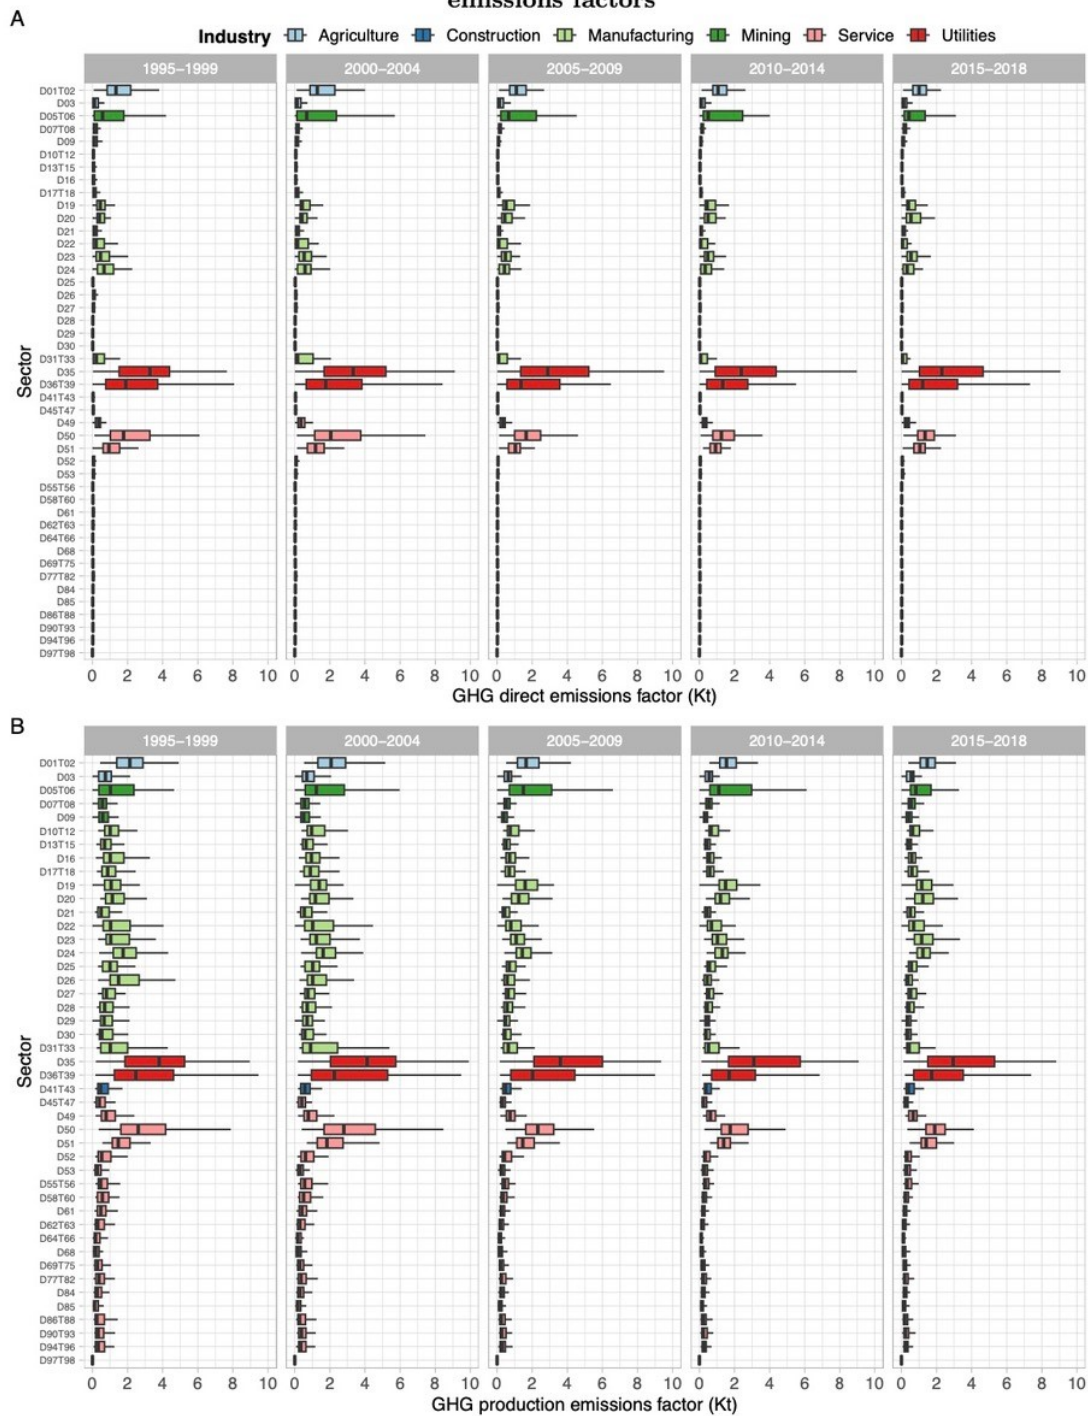 emissions factors
A
Industry Agriculture Construction Manufacturing Mining Service Utilities
1995–1999 2000–2004 2005–2009 2010–2014 2015–2018
D01T02
D03
D05T06
D07T08
D09
D10T12
D13T15
D16
D17T18
D19
D20
D21
D22
D23
D24
D25
D26
D27
D28
D29
D30
D31T33
D35
D36T39
D41T43
D45T47
D49
D50
D51
D52
D53
D55T56
D58T60
D61
D62T63
D64T66
D68
D69T75
D77T82
D84
D85
D86T88
D90T93
D94T96
D97T98
Sector
0 2 4 6 8 10 0 2 4 6 8 10 0 2 4 6 8 10 0 2 4 6 8 10 0 2 4 6 8 10
GHG direct emissions factor (Kt)
B
1995–1999 2000–2004 2005–2009 2010–2014 2015–2018
D01T02
D03
D05T06
D07T08
D09
D10T12
D13T15
D16
D17T18
D19
D20
D21
D22
D23
D24
D25
D26
D27
D28
D29
D30
D31T33
D35
D36T39
D41T43
D45T47
D49
D50
D51
D52
D53
D55T56
D58T60
D61
D62T63
D64T66
D68
D69T75
D77T82
D84
D85
D86T88
D90T93
D94T96
D97T98
Sector
0 2 4 6 8 10 0 2 4 6 8 10 0 2 4 6 8 10 0 2 4 6 8 10 0 2 4 6 8 10
GHG production emissions factor (Kt)